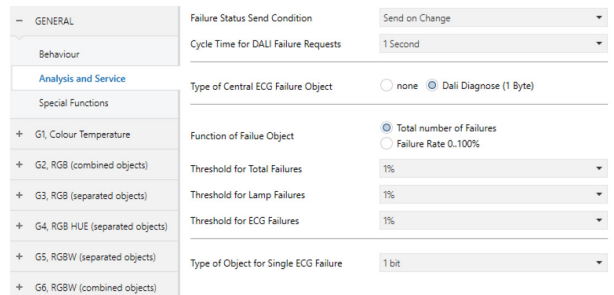 − GENERAL
Behaviour
Analysis and Service
Special Functions
+ G1, Colour Temperature
+ G2, RGB (combined objects)
+ G3, RGB (separated objects)
+ G4, RGB HUE (separated objects)
+ G5, RGBW (separated objects)
+ G6, RGBW (combined objects)
Failure Status Send Condition Send on Change
Cycle Time for DALI Failure Requests 1 Second
Type of Central ECG Failure Object none Dali Diagnose (1 Byte)
Function of Failue Object Total number of Failures
Failure Rate 0..100%
Threshold for Total Failures 1%
Threshold for Lamp Failures 1%
Threshold for ECG Failures 1%
Type of Object for Single ECG Failure 1 bit